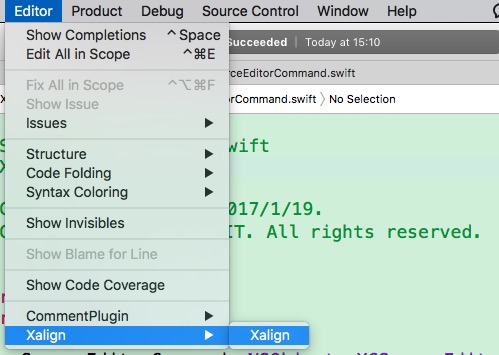 Editor Product Debug Source Control Window
Show Completions ^Space
Succeeded | Today at 15:10
Edit All in Scope ^⌘E
rceEditorCommand.swift
Fix All in Scope ^⌥⌘F
Show Issue
orCommand.swift 〉No Selection
Issues ▶
Structure ▶
wift
Code Folding ▶
Syntax Coloring ▶
Show Invisibles
017/1/19.
IT. All rights reserved.
Show Blame for Line
Show Code Coverage
CommentPlugin ▶
Xalign ▶ Xalign